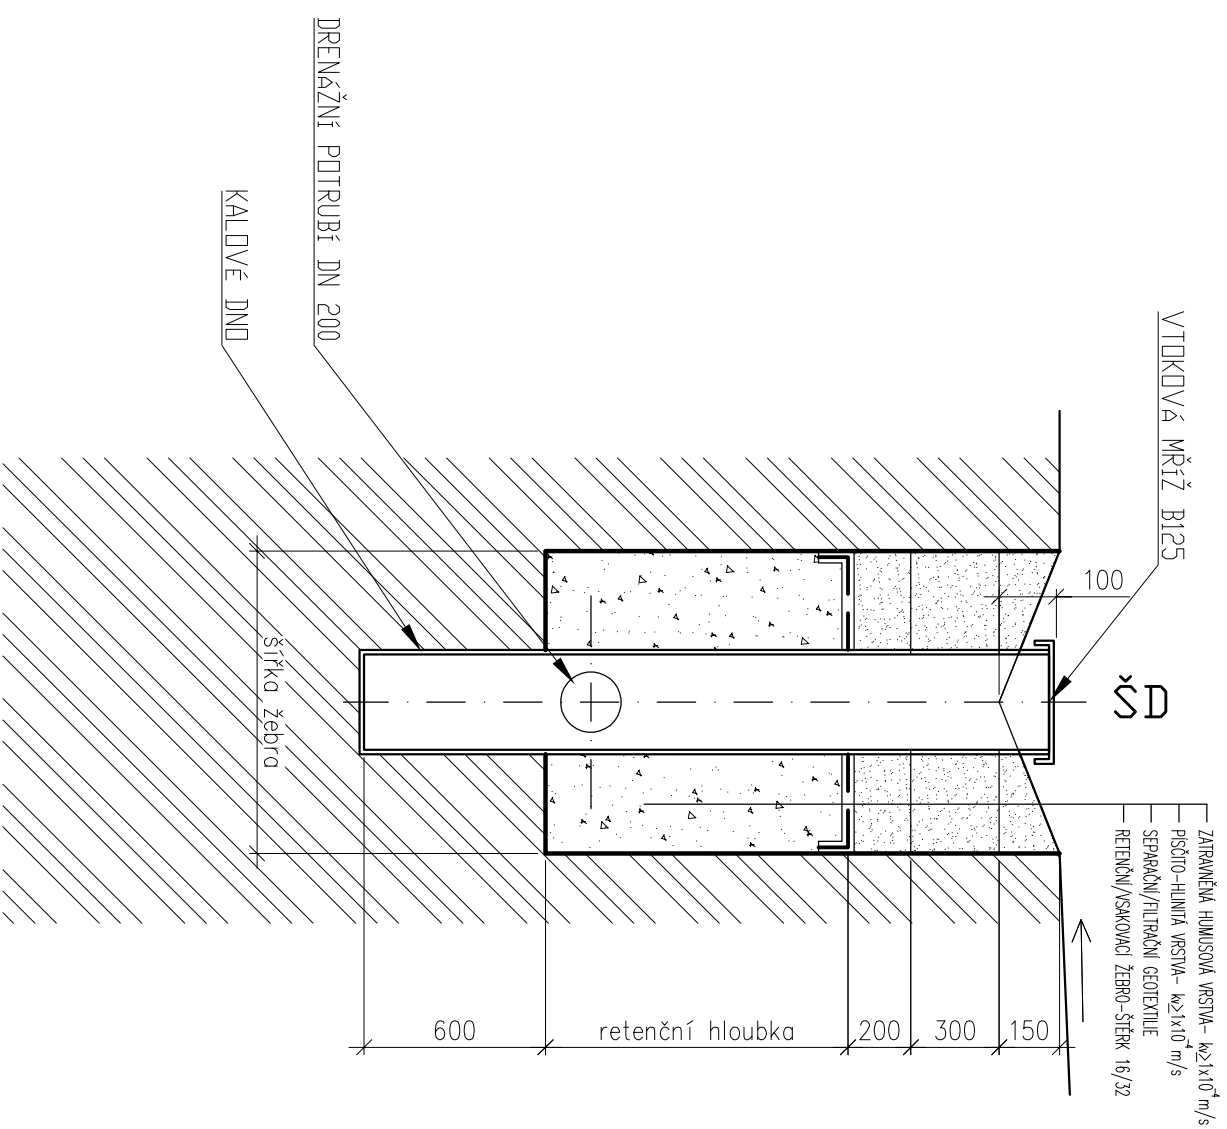 ZATRAVNĚNÁ HUMUSOVÁ VRSTVA- kv≥1x10⁻⁴ m/s
PÍSČITO-HLINITÁ VRSTVA- kv≥1x10⁻⁴ m/s
SEPARAČNÍ/FILTRAČNÍ GEOTEXTILIE
RETENČNÍ/VSAKOVACÍ ŽEBRO-ŠTĚRK 16/32
VTOKOVÁ MŘÍŽ B125
ŠD
100
DRENÁŽNÍ POTRUBÍ DN 200
KALOVÉ DNO
šířka žebra
600
retenční hloubka
200
300
150